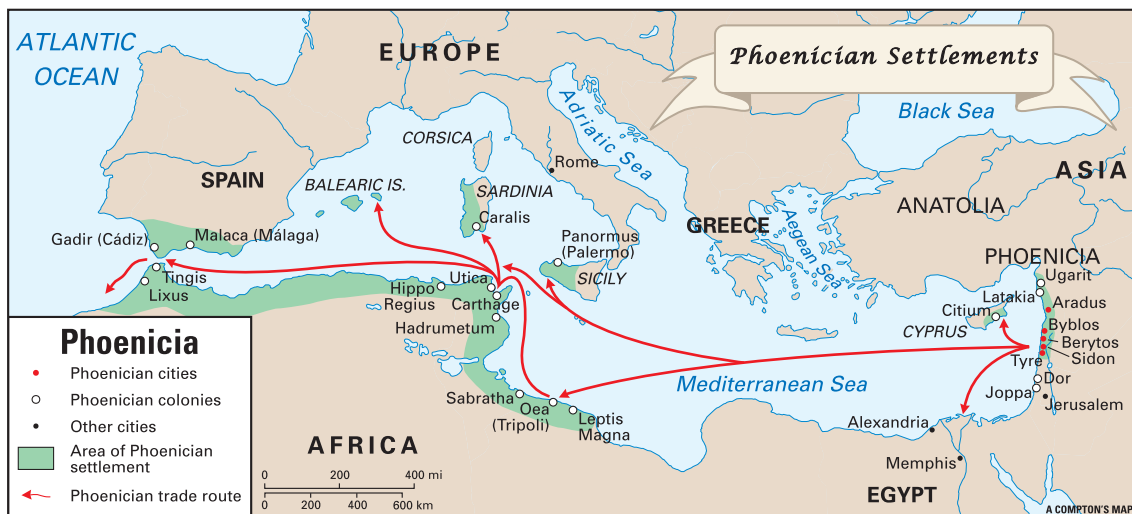 Phoenician Settlements
ATLANTIC
OCEAN
EUROPE
Black Sea
Adriatic Sea
CORSICA
Rome
ASIA
SPAIN
BALEARIC IS.
SARDINIA
Caralis
ANATOLIA
GREECE
Aegean Sea
Gadir (Cádiz)
Malaca (Málaga)
Panormus
(Palermo)
SICILY
PHOENICIA
Ugarit
Tingis
Lixus
Utica
Hippo
Regius
Carthage
Hadrumetum
Latakia
Aradus
Citium
CYPRUS
Byblos
Berytos
Sidon
Tyre
Mediterranean Sea
Dor
Joppa
Jerusalem
Sabratha
Oea
(Tripoli)
Leptis
Magna
Alexandria
Memphis
AFRICA
EGYPT
Phoenicia
Phoenician cities
Phoenician colonies
Other cities
Area of Phoenician
settlement
Phoenician trade route
0 200 400 mi
0 200 400 600 km
A COMPTON'S MAP